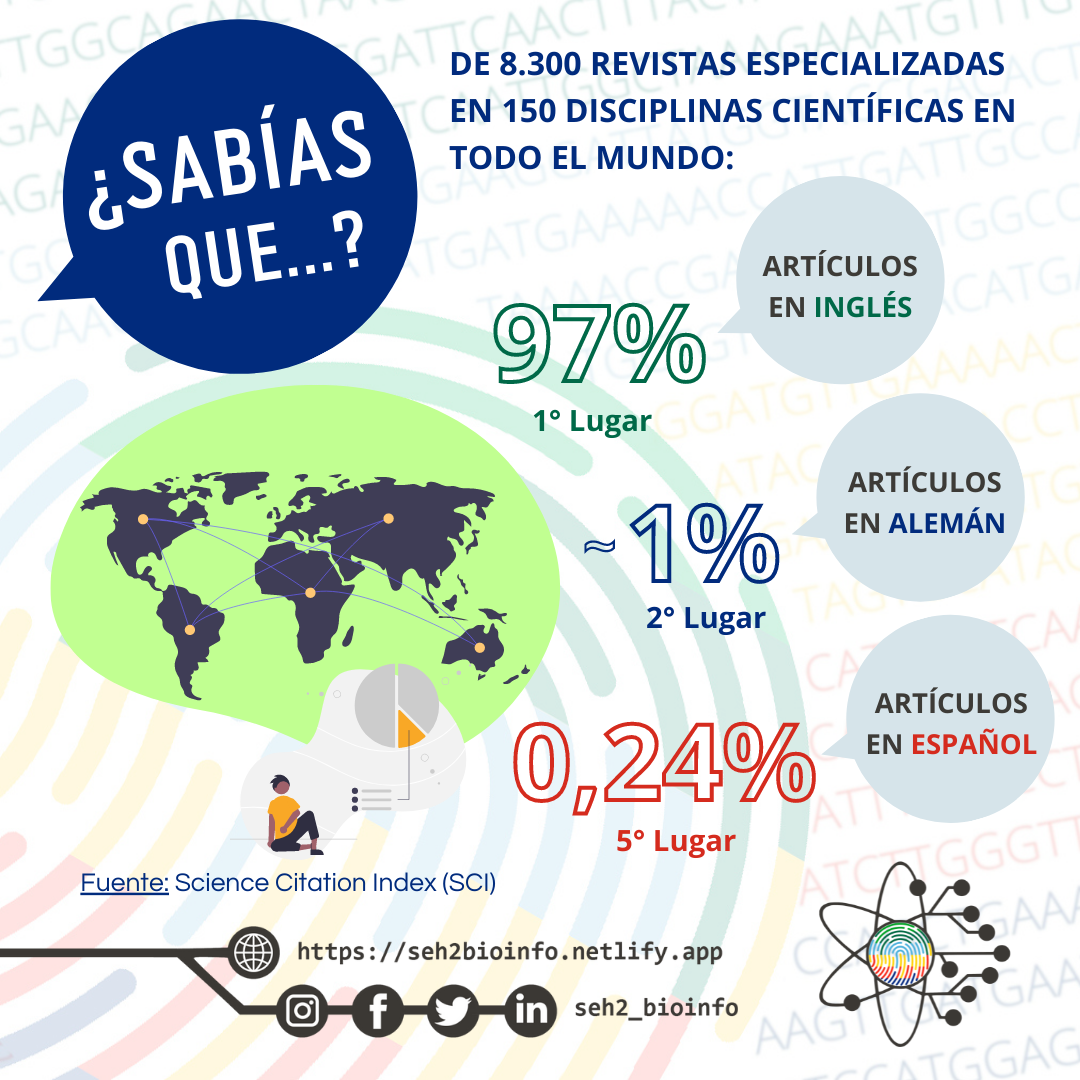 ¿SABÍAS
QUE...?
DE 8.300 REVISTAS ESPECIALIZADAS
EN 150 DISCIPLINAS CIENTÍFICAS EN
TODO EL MUNDO:
ARTÍCULOS
EN INGLÉS
97%
1° Lugar
ARTÍCULOS
EN ALEMÁN
≈ 1%
2° Lugar
ARTÍCULOS
EN ESPAÑOL
0,24%
5° Lugar
Fuente: Science Citation Index (SCI)
https://seh2bioinfo.netlify.app
seh2_bioinfo